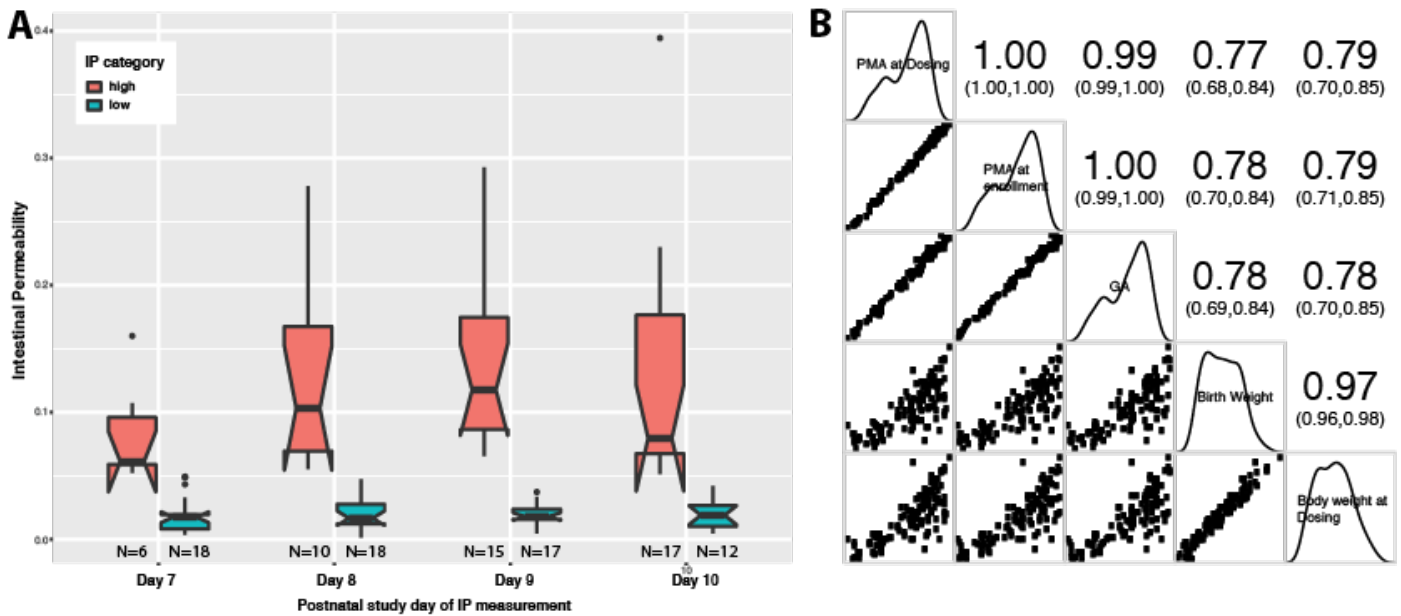 A
B
IP category
high
low
Intestinal Permeability
0.4
0.3
0.2
0.1
0.0
N=6 N=18 N=10 N=18 N=15 N=17 N=17 N=12
Day 7 Day 8 Day 9 Day 10
10
Postnatal study day of IP measurement
PMA at Dosing 1.00 0.99 0.77 0.79
(1.00,1.00) (0.99,1.00) (0.68,0.84) (0.70,0.85)
PMA at
enrollment
1.00 0.78 0.79
(0.99,1.00) (0.70,0.84) (0.71,0.85)
GA 0.78 0.78
(0.69,0.84) (0.70,0.85)
Birth Weight 0.97
(0.96,0.98)
Body weight at
Dosing